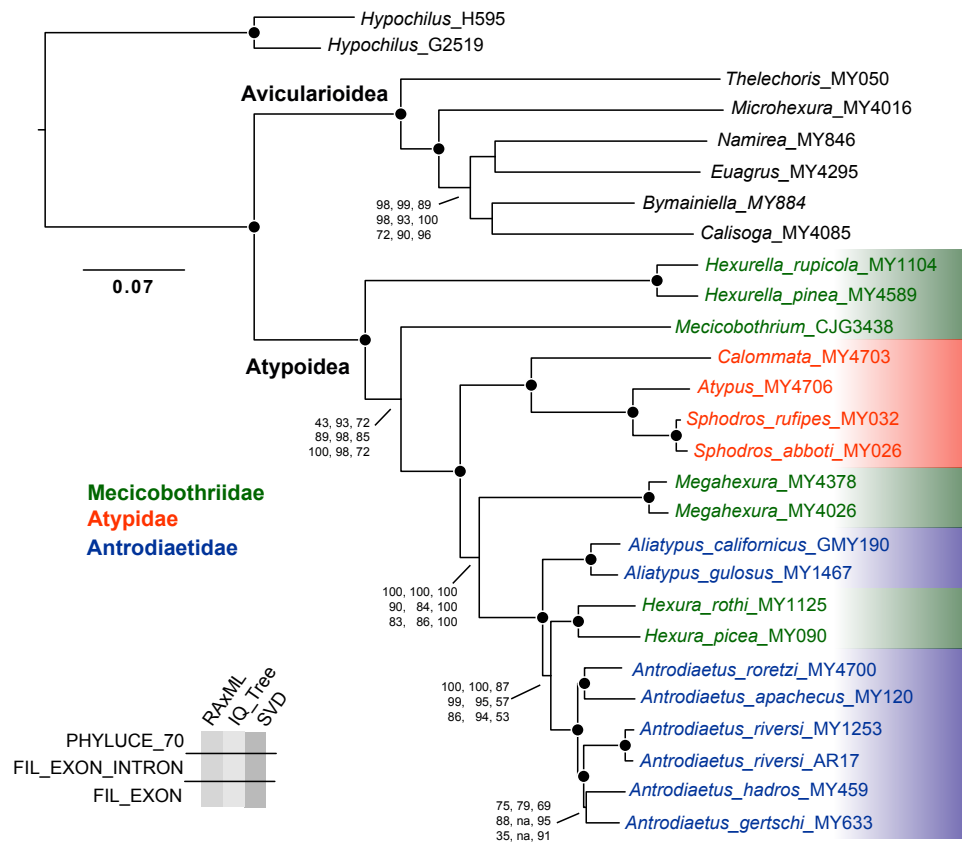 Hypochilus_H595
Hypochilus_G2519
Thelechoris_MY050
Avicularioidea
Microhexura_MY4016
Namirea_MY846
Euagrus_MY4295
98, 99, 89
98, 93, 100
72, 90, 96
Bymainiella_MY884
Calisoga_MY4085
0.07
Hexurella_rupicola_MY1104
Hexurella_pinea_MY4589
Mecicobothrium_CJG3438
Atypoidea
Calommata_MY4703
Atypus_MY4706
43, 93, 72
89, 98, 85
100, 98, 72
Sphodros_rufipes_MY032
Sphodros_abboti_MY026
Mecicobothriidae
Atypidae
Antrodiaetidae
Megahexura_MY4378
Megahexura_MY4026
Aliatypus_californicus_GMY190
Aliatypus_gulosus_MY1467
100, 100, 100
90, 84, 100
83, 86, 100
Hexura_rothi_MY1125
Hexura_picea_MY090
Antrodiaetus_roretzi_MY4700
100, 100, 87
99, 95, 57
86, 94, 53
Antrodiaetus_apachecus_MY120
Antrodiaetus_riversi_MY1253
Antrodiaetus_riversi_AR17
Antrodiaetus_hadros_MY459
75, 79, 69
88, na, 95
35, na, 91
Antrodiaetus_gertschi_MY633
RAxML
IQ_Tree
SVD
PHYLUCE_70
FIL_EXON_INTRON
FIL_EXON